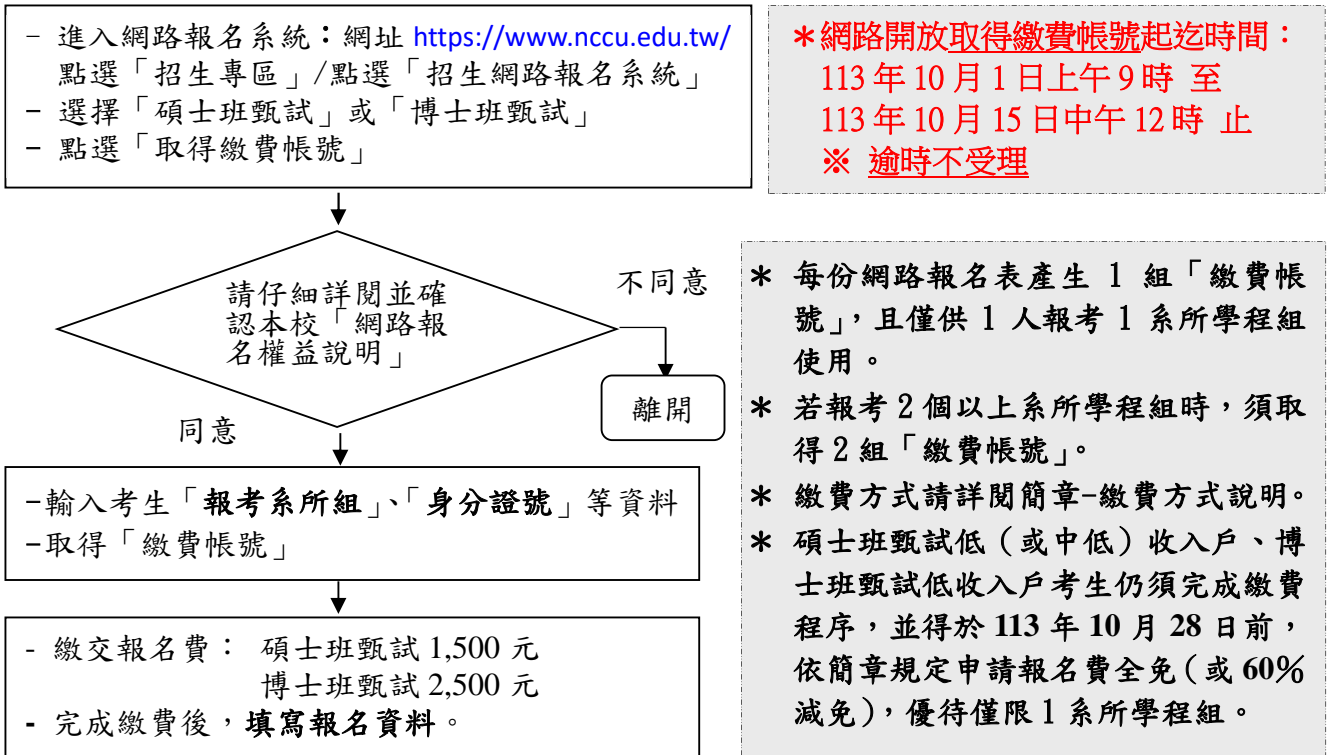 - 進入網路報名系統：網址 https://www.nccu.edu.tw/
點選「招生專區」/點選「招生網路報名系統」
- 選擇「碩士班甄試」或「博士班甄試」
- 點選「取得繳費帳號」
＊網路開放取得繳費帳號起迄時間：
113 年 10 月 1 日上午 9 時 至
113 年 10 月 15 日中午 12 時 止
※ 逾時不受理
請仔細詳閱並確
認本校「網路報
名權益說明」
不同意
離開
同意
-輸入考生「報考系所組」、「身分證號」等資料
-取得「繳費帳號」
- 繳交報名費： 碩士班甄試 1,500 元
博士班甄試 2,500 元
- 完成繳費後，填寫報名資料。
＊ 每份網路報名表產生 1 組「繳費帳
號」，且僅供 1 人報考 1 系所學程組
使用。
＊ 若報考 2 個以上系所學程組時，須取
得 2 組「繳費帳號」。
＊ 繳費方式請詳閱簡章-繳費方式說明。
＊ 碩士班甄試低（或中低）收入戶、博
士班甄試低收入戶考生仍須完成繳費
程序，並得於 113 年 10 月 28 日前，
依簡章規定申請報名費全免（或 60%
減免），優待僅限 1 系所學程組。